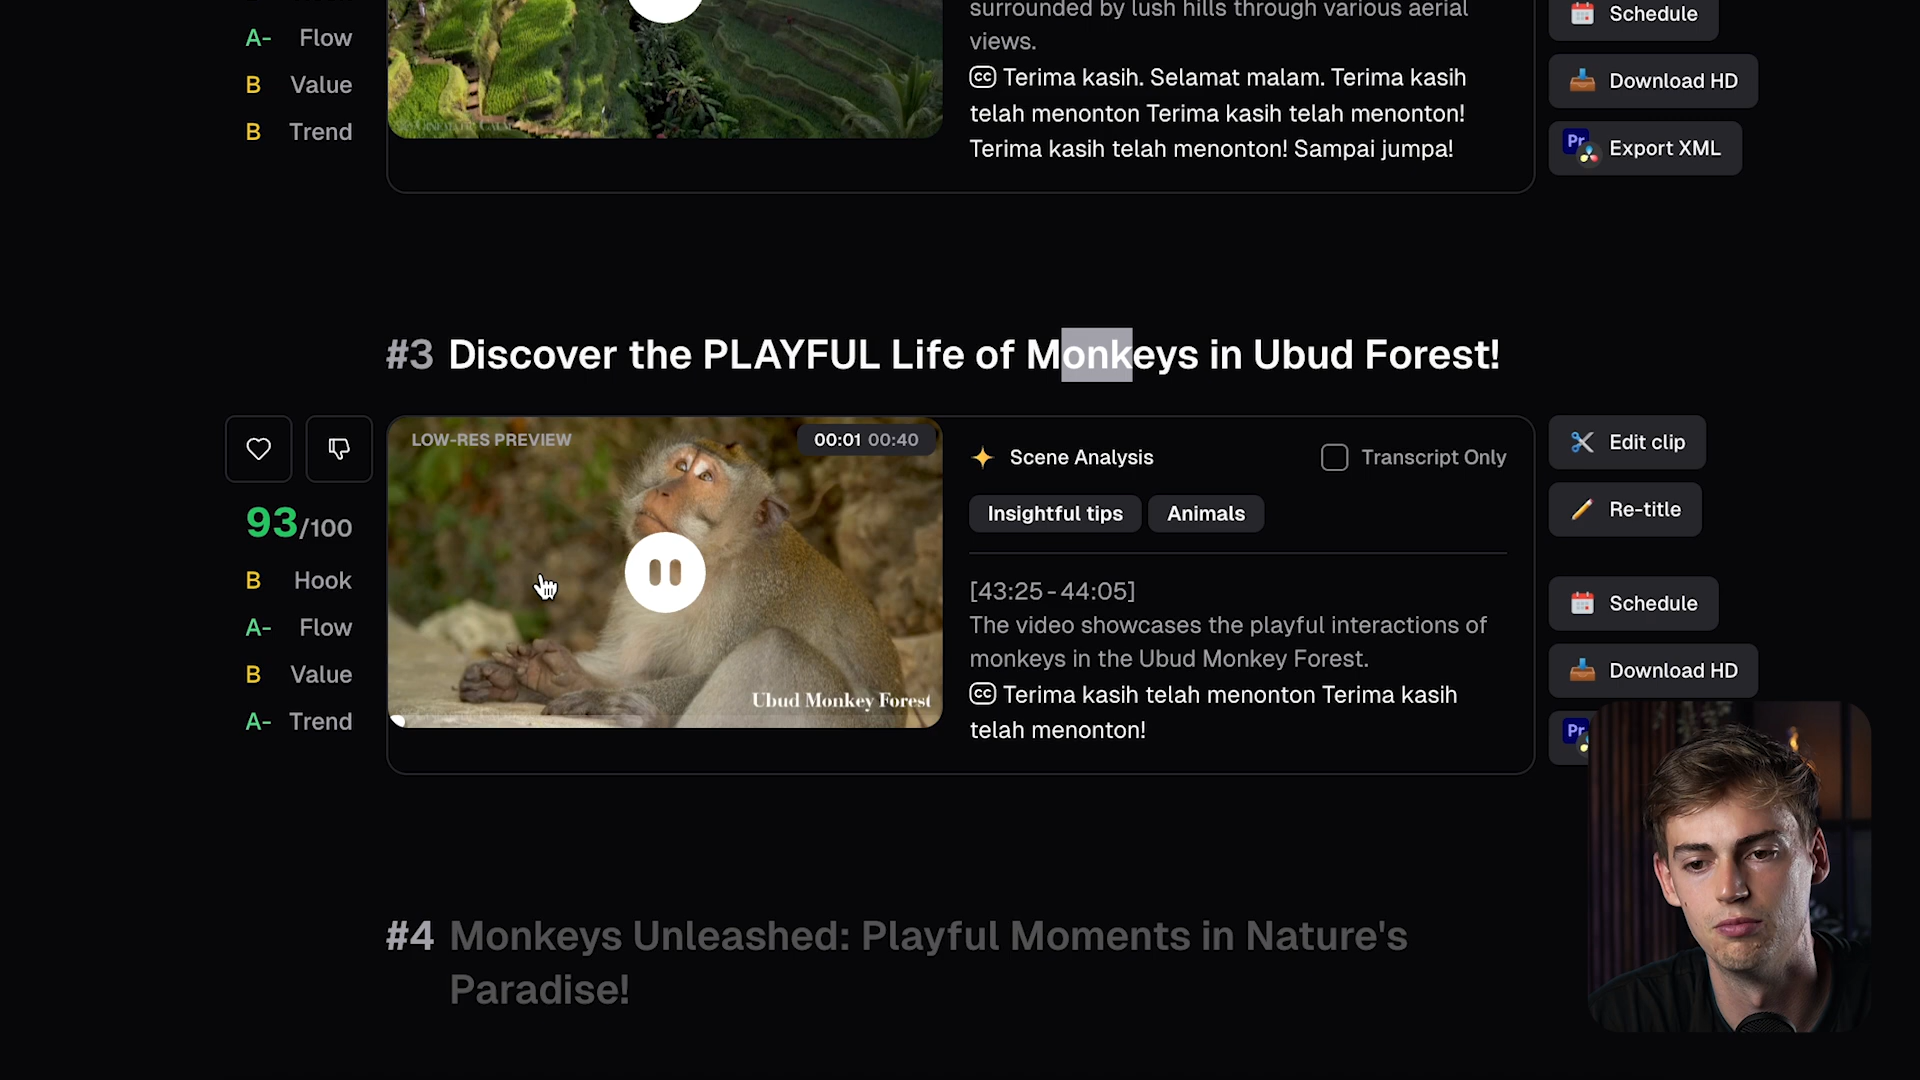 surrounded by lush hills through various aerial
Schedule
A- Flow
views.
B Value
Terima kasih. Selamat malam. Terima kasih
Download HD
telah menonton Terima kasih telah menonton!
B Trend
Terima kasih telah menonton! Sampai jumpa!
Pr Export XML
#3 Discover the PLAYFUL Life of Monkeys in Ubud Forest!
LOW-RES PREVIEW
00:01 00:40
Scene Analysis
Transcript Only
Edit clip
Insightful tips
Animals
Re-title
93/100
B Hook
A- Flow
B Value
A- Trend
[43:25 - 44:05]
The video showcases the playful interactions of
monkeys in the Ubud Monkey Forest.
CC Terima kasih telah menonton Terima kasih
telah menonton!
Ubud Monkey Forest
Schedule
Download HD
Pr
#4 Monkeys Unleashed: Playful Moments in Nature's
Paradise!